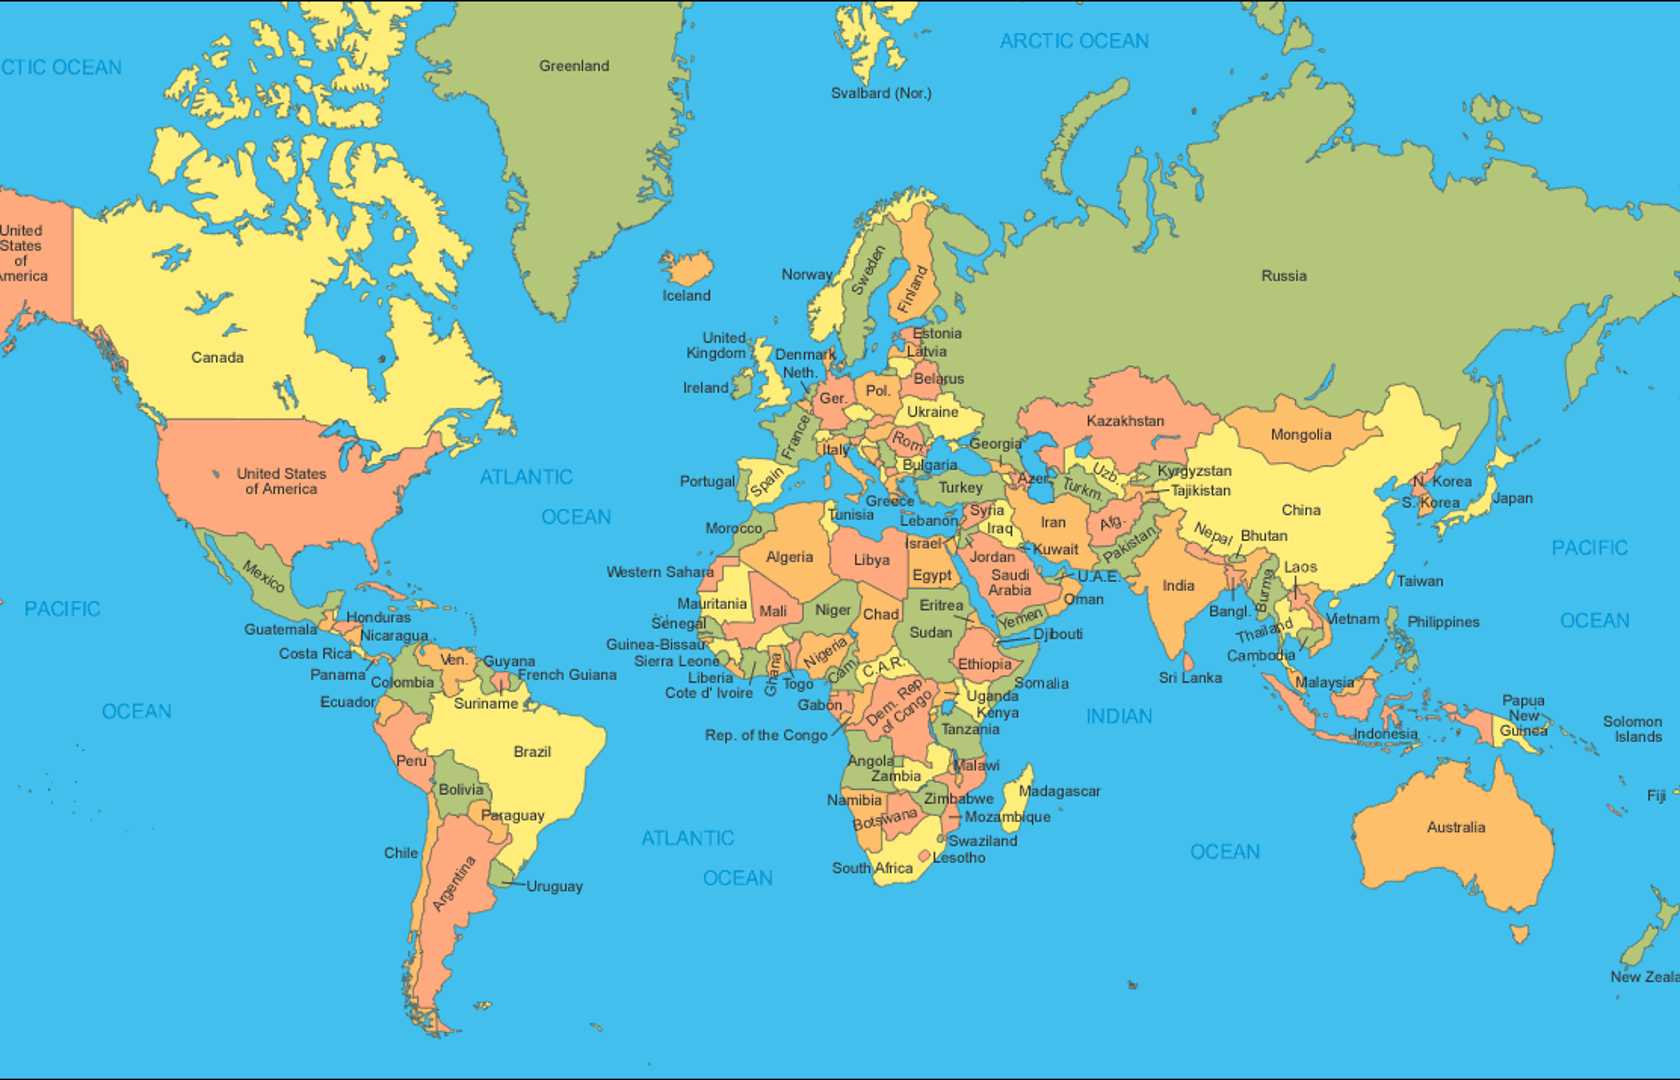 CTIC OCEAN
ARCTIC OCEAN
Greenland
Svalbard (Nor.)
United
States
of
America
Canada
United States
of America
Mexico
Iceland
Norway
Sweden
Finland
Russia
United
Kingdom
Ireland
Denmark
Neth.
Estonia
Latvia
Belarus
Ger.
Pol.
Ukraine
France
Italy
Rom.
Bulgaria
Georgia
Azer.
Portugal
Spain
Greece
Turkey
Kazakhstan
Uzb.
Turkm.
Kyrgyzstan
Tajikistan
Mongolia
China
N. Korea
S. Korea
Japan
ATLANTIC
OCEAN
PACIFIC
OCEAN
PACIFIC
OCEAN
Morocco
Tunisia
Lebanon
Syria
Iraq
Iran
Afg.
Pakistan
Nepal
Bhutan
Israel
Jordan
Kuwait
Western Sahara
Algeria
Libya
Egypt
Saudi
Arabia
U.A.E.
Oman
Yemen
India
Bangl.
Burma
Laos
Taiwan
Vietnam
Thailand
Cambodia
Philippines
Mauritania
Mali
Niger
Chad
Sudan
Eritrea
Djibouti
Senegal
Guinea-Bissau
Sierra Leone
Liberia
Cote d' Ivoire
Ghana
Togo
Nigeria
Cam.
C.A.R.
Ethiopia
Somalia
Sri Lanka
Malaysia
Indonesia
Papua
New
Guinea
Solomon
Islands
Honduras
Guatemala
Nicaragua
Costa Rica
Panama
Ven.
Guyana
French Guiana
Colombia
Suriname
Ecuador
Peru
Brazil
Bolivia
Paraguay
Chile
Argentina
Uruguay
Gabon
Rep. of the Congo
Dem. Rep.
of Congo
Uganda
Kenya
Tanzania
INDIAN
OCEAN
Angola
Zambia
Malawi
Namibia
Botswana
Zimbabwe
Mozambique
Madagascar
Swaziland
Lesotho
South Africa
ATLANTIC
OCEAN
Australia
Fiji
New Zeala